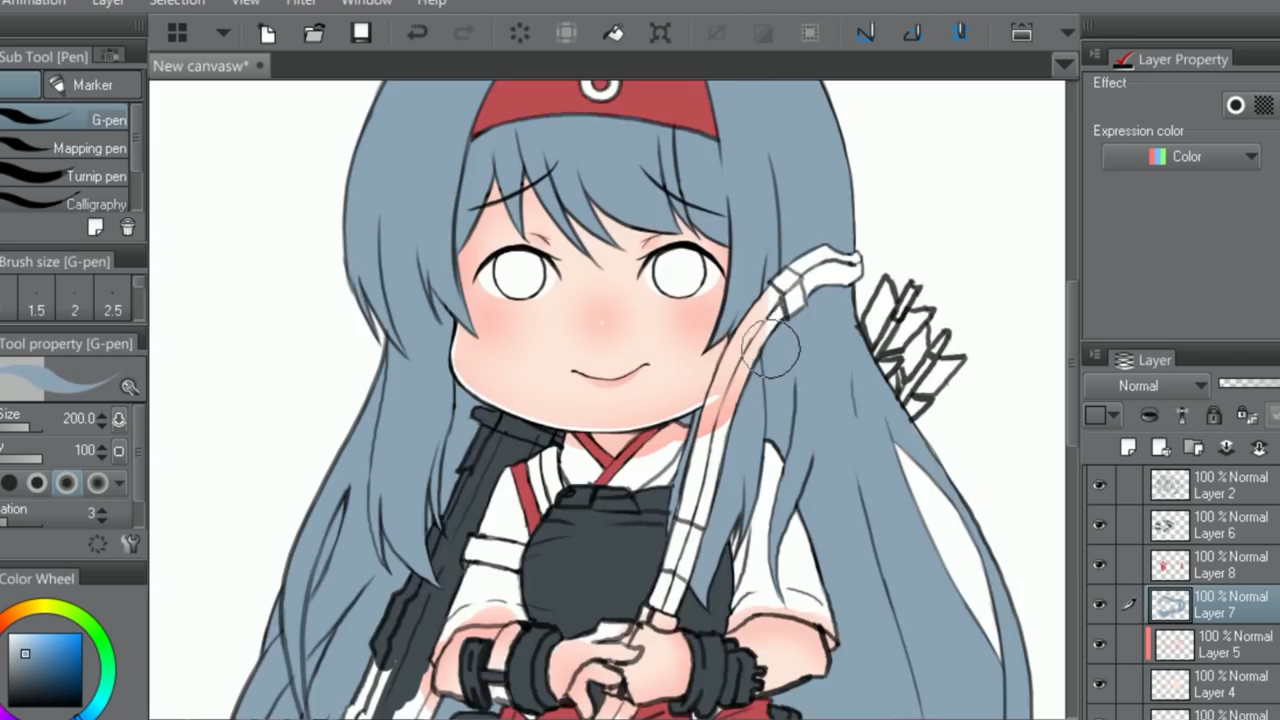 Animation Layer Selection View Filter Window Help
Sub Tool [Pen]
Marker
G-pen
Mapping pen
Turnip pen
Calligraphy
Brush size [G-pen]
1.5 2 2.5
Tool property [G-pen]
Size 200.0
100
3
Color Wheel
New canvasw*
Layer Property
Effect
Expression color
Color
Layer
Normal
100 % Normal
Layer 2
100 % Normal
Layer 6
100 % Normal
Layer 8
100 % Normal
Layer 7
100 % Normal
Layer 5
100 % Normal
Layer 4
100 % Normal